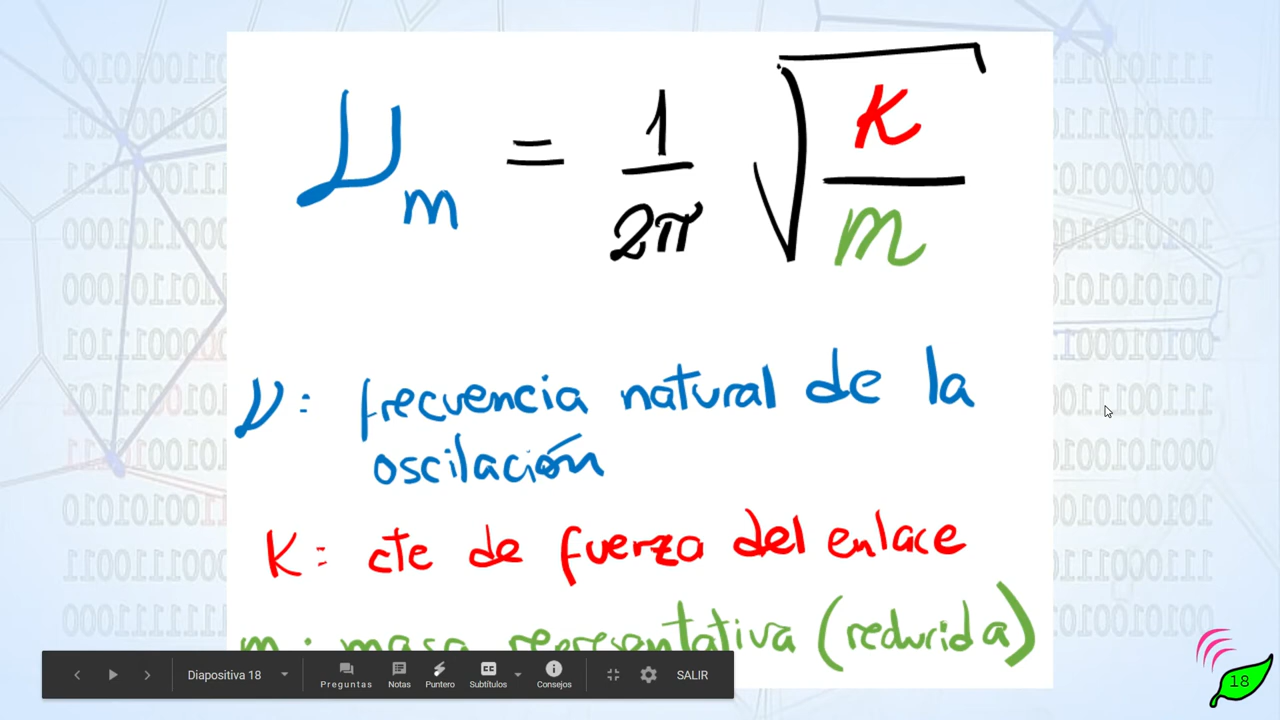 ν_m = 1/(2π) √(K/m)
ν: frecuencia natural de la
oscilación
K: cte de fuerza del enlace
m: masa representativa (reducida)
Diapositiva 18
Preguntas
Notas
Puntero
CC
Subtítulos
Consejos
SALIR
18